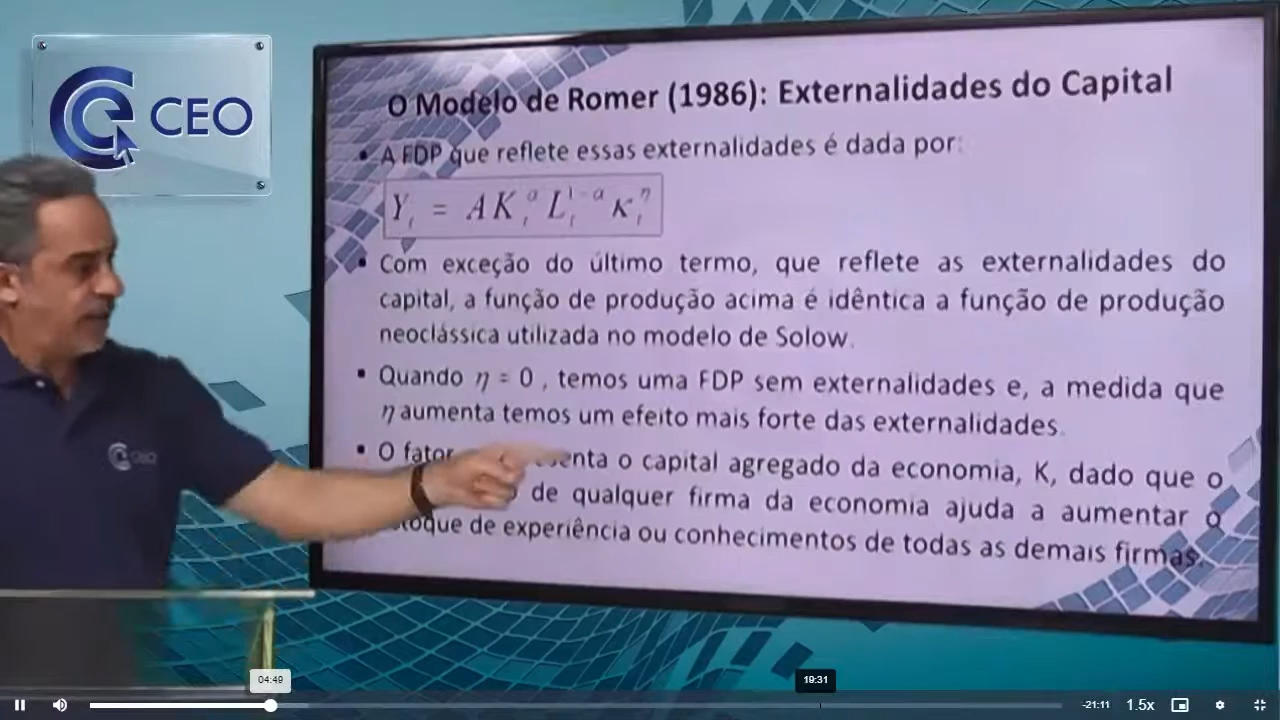 CEO
O Modelo de Romer (1986): Externalidades do Capital
▪ A FDP que reflete essas externalidades é dada por:
Y_t = A K_t^α L_t^{1-α} κ_t^η
▪ Com exceção do último termo, que reflete as externalidades do
capital, a função de produção acima é idêntica a função de produção
neoclássica utilizada no modelo de Solow.
▪ Quando η = 0 , temos uma FDP sem externalidades e, a medida que
η aumenta temos um efeito mais forte das externalidades.
▪ O fator o capital agregado da economia, K, dado que o
de qualquer firma da economia ajuda a aumentar o
de experiência ou conhecimentos de todas as demais firmas.
CEO
04:49
19:31
-21:11
1.5x